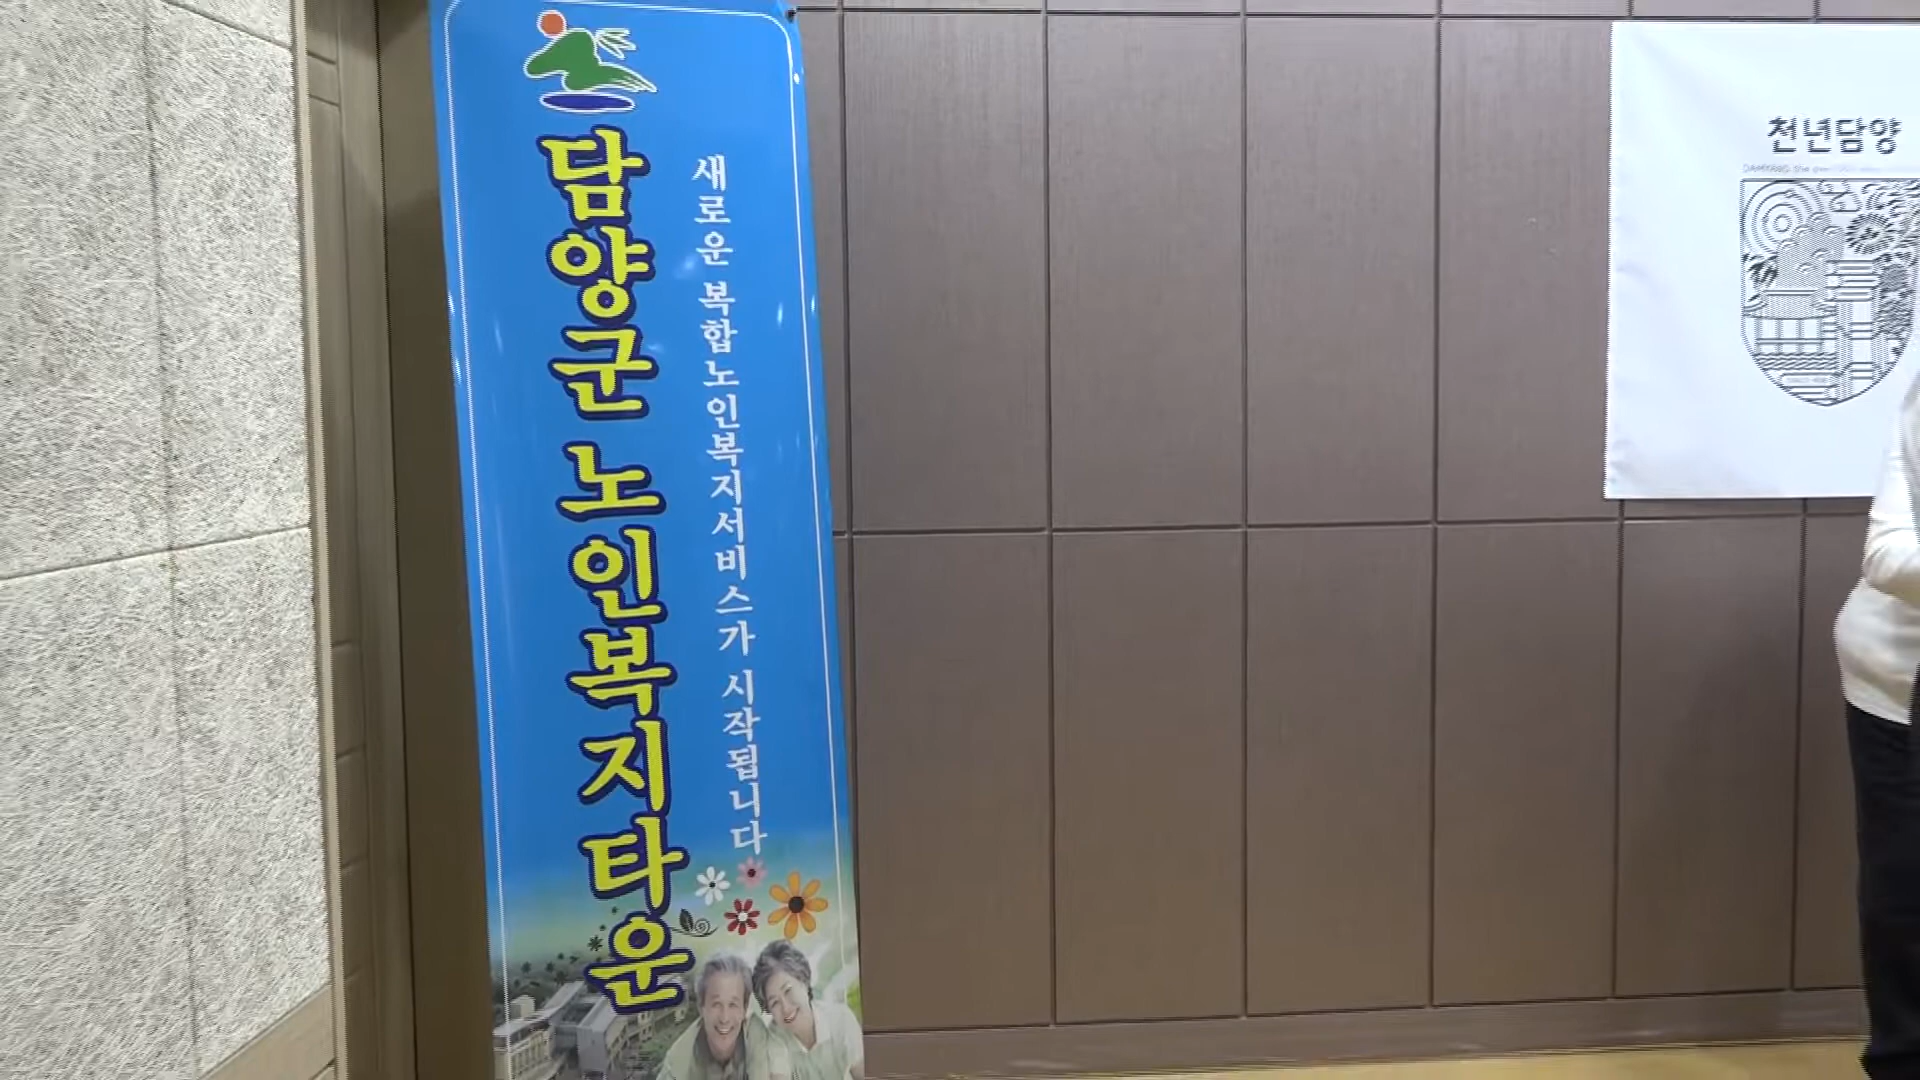 담양군 노인복지타운
새로운 복합노인복지서비스가 시작됩니다
천년담양